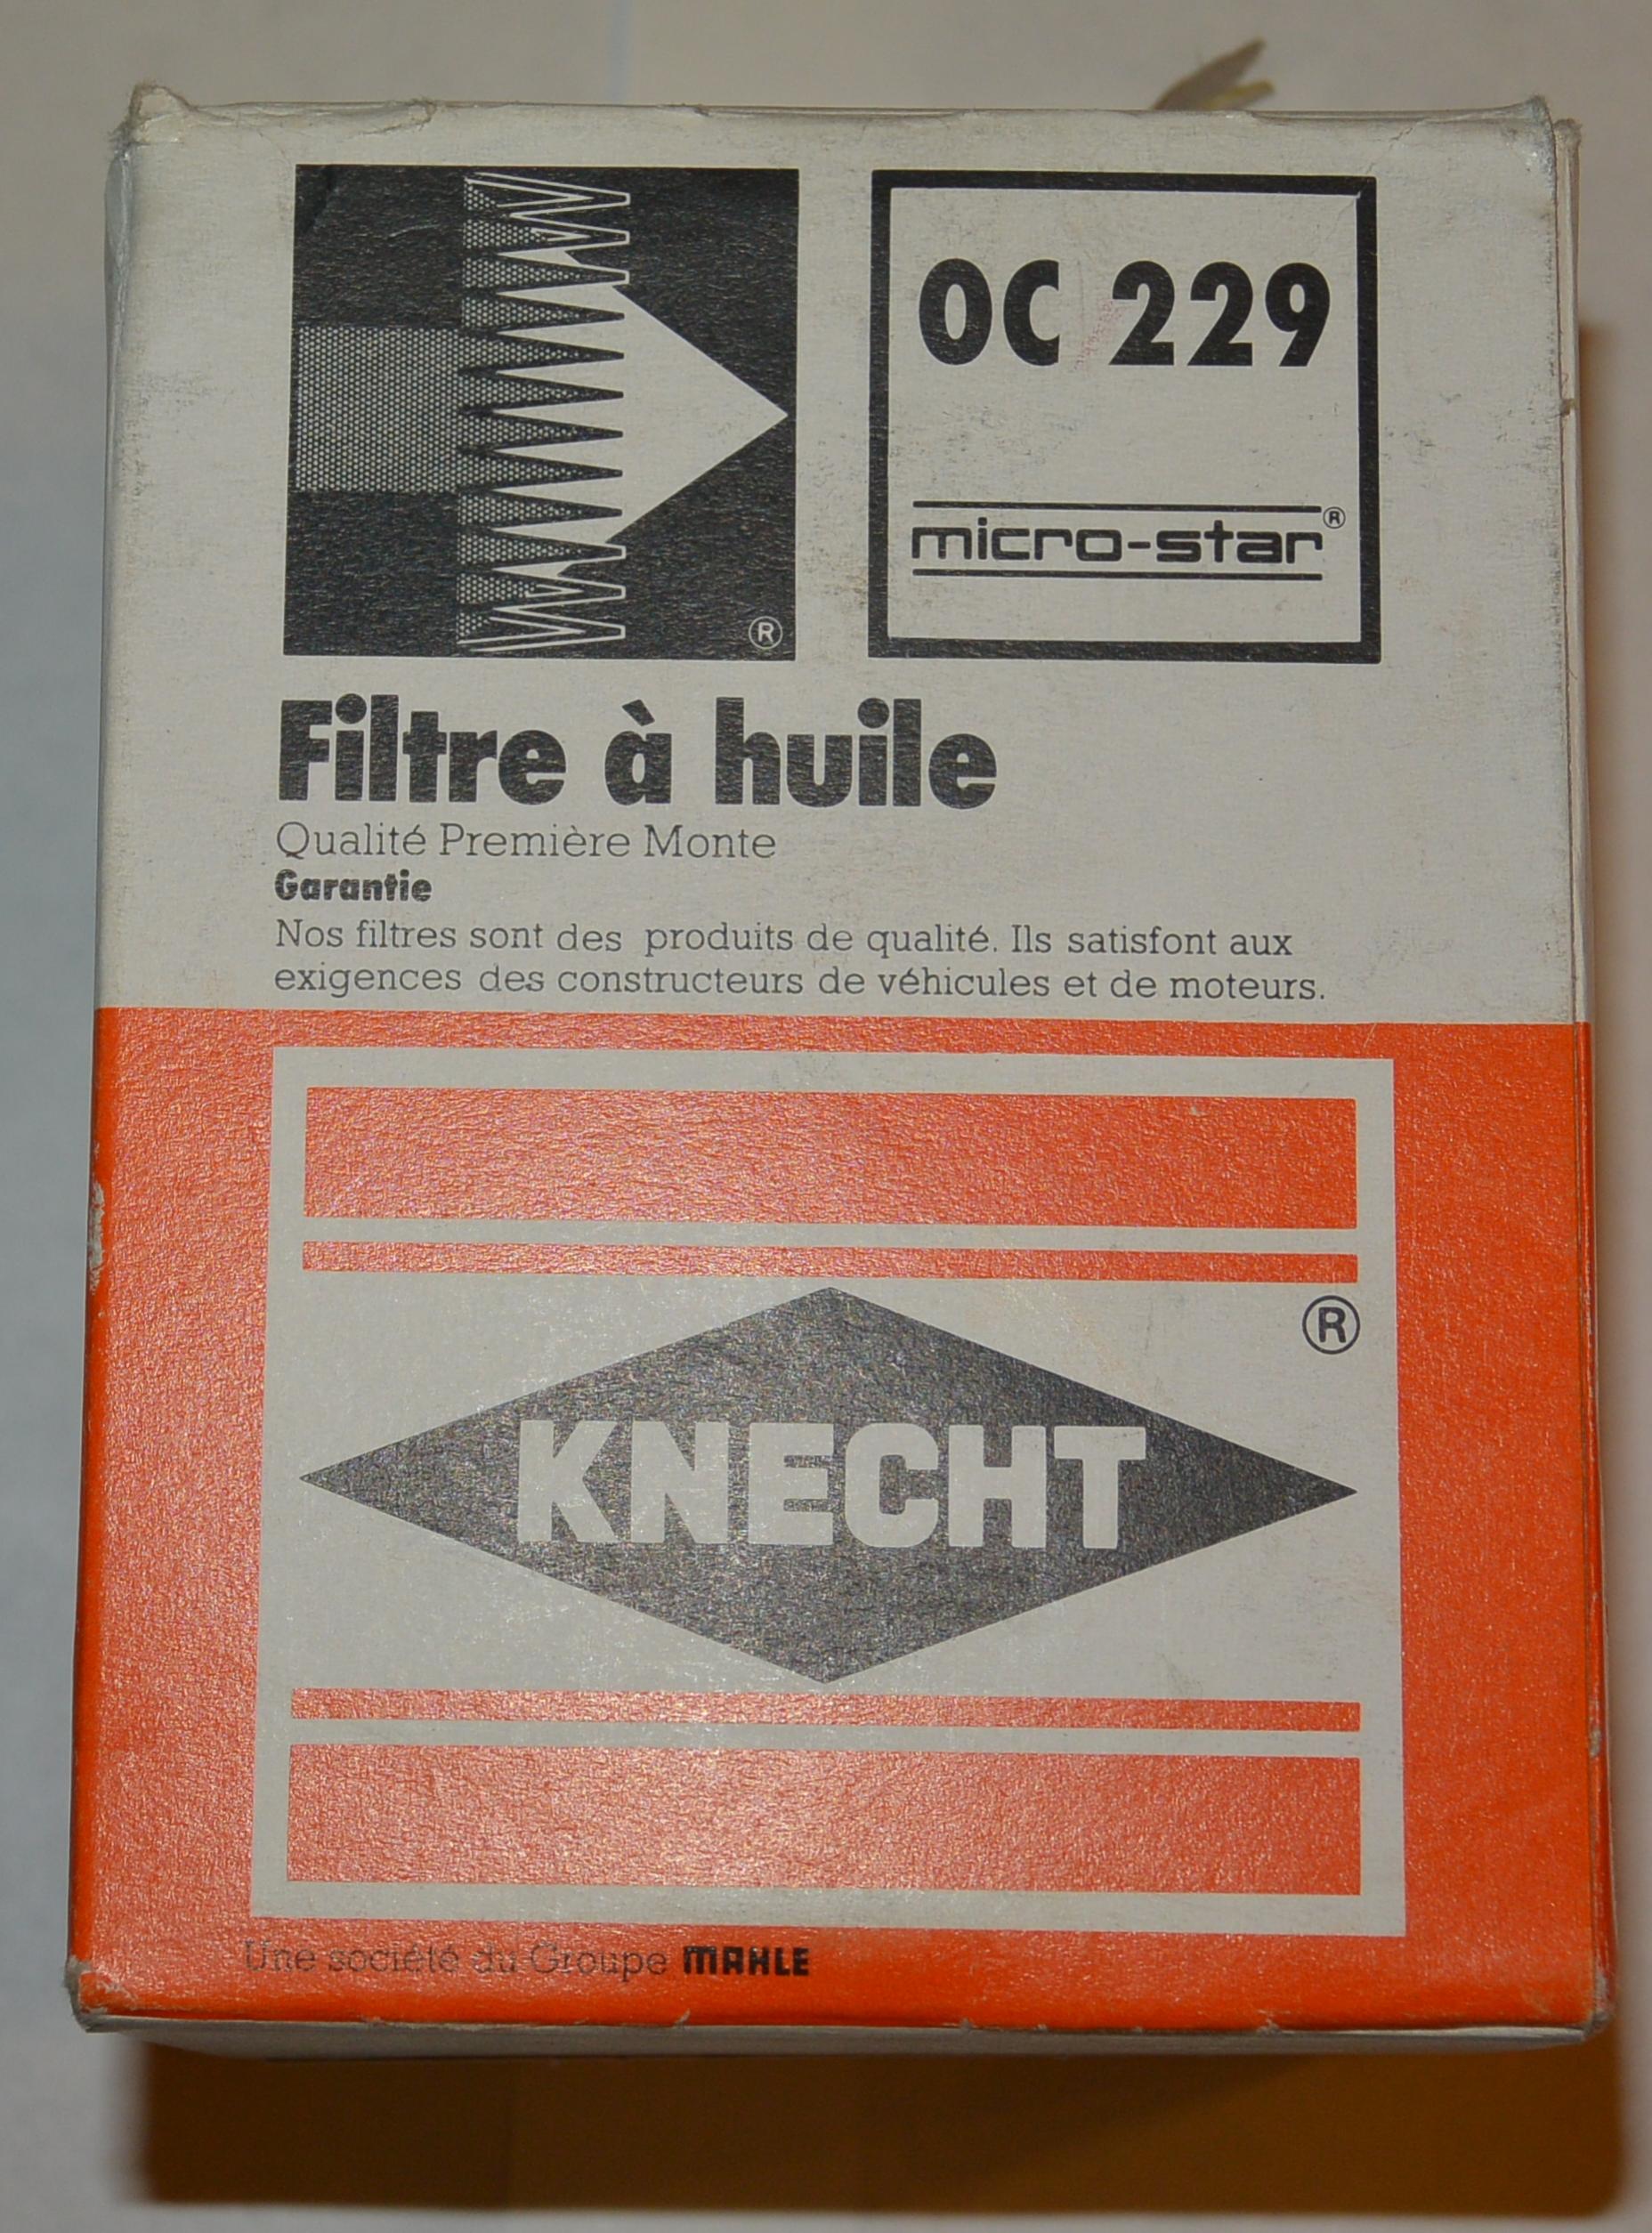 OC 229
micro-star®
®
Filtre à huile
Qualité Première Monte
Garantie
Nos filtres sont des produits de qualité. Ils satisfont aux
exigences des constructeurs de véhicules et de moteurs.
®
KNECHT
Une société du Groupe MAHLE